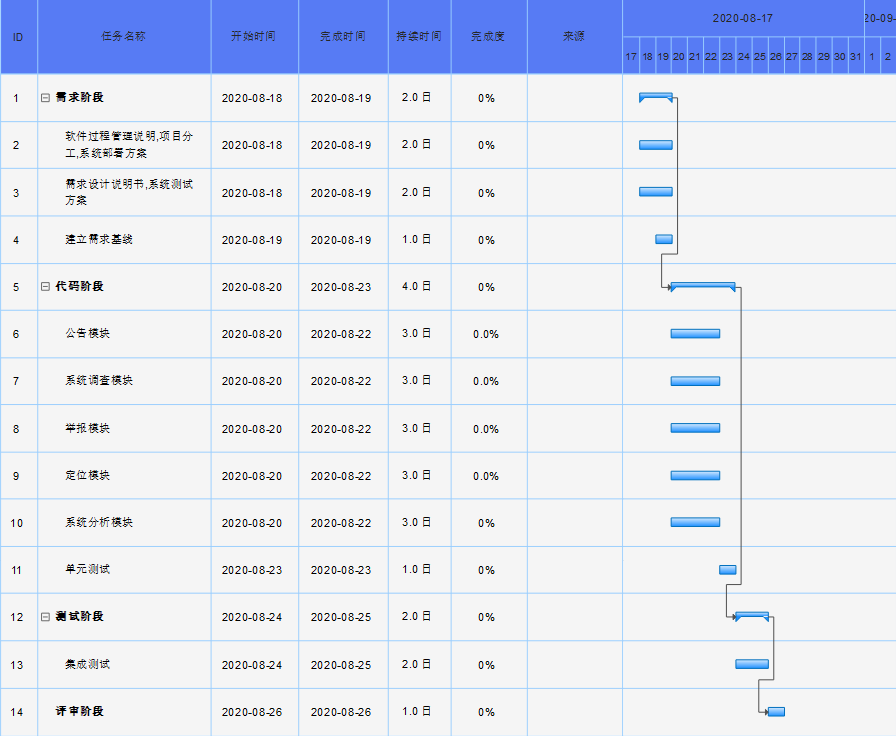 ID 任务名称 开始时间 完成时间 持续时间 完成度 来源 2020-08-17 20-09-
17 18 19 20 21 22 23 24 25 26 27 28 29 30 31 1 2
1 需求阶段 2020-08-18 2020-08-19 2.0 日 0%
2 软件过程管理说明,项目分 2020-08-18 2020-08-19 2.0 日 0%
工,系统部署方案
3 需求设计说明书,系统测试 2020-08-18 2020-08-19 2.0 日 0%
方案
4 建立需求基线 2020-08-19 2020-08-19 1.0 日 0%
5 代码阶段 2020-08-20 2020-08-23 4.0 日 0%
6 公告模块 2020-08-20 2020-08-22 3.0 日 0.0%
7 系统调查模块 2020-08-20 2020-08-22 3.0 日 0.0%
8 举报模块 2020-08-20 2020-08-22 3.0 日 0.0%
9 定位模块 2020-08-20 2020-08-22 3.0 日 0.0%
10 系统分析模块 2020-08-20 2020-08-22 3.0 日 0%
11 单元测试 2020-08-23 2020-08-23 1.0 日 0%
12 测试阶段 2020-08-24 2020-08-25 2.0 日 0%
13 集成测试 2020-08-24 2020-08-25 2.0 日 0%
14 评审阶段 2020-08-26 2020-08-26 1.0 日 0%